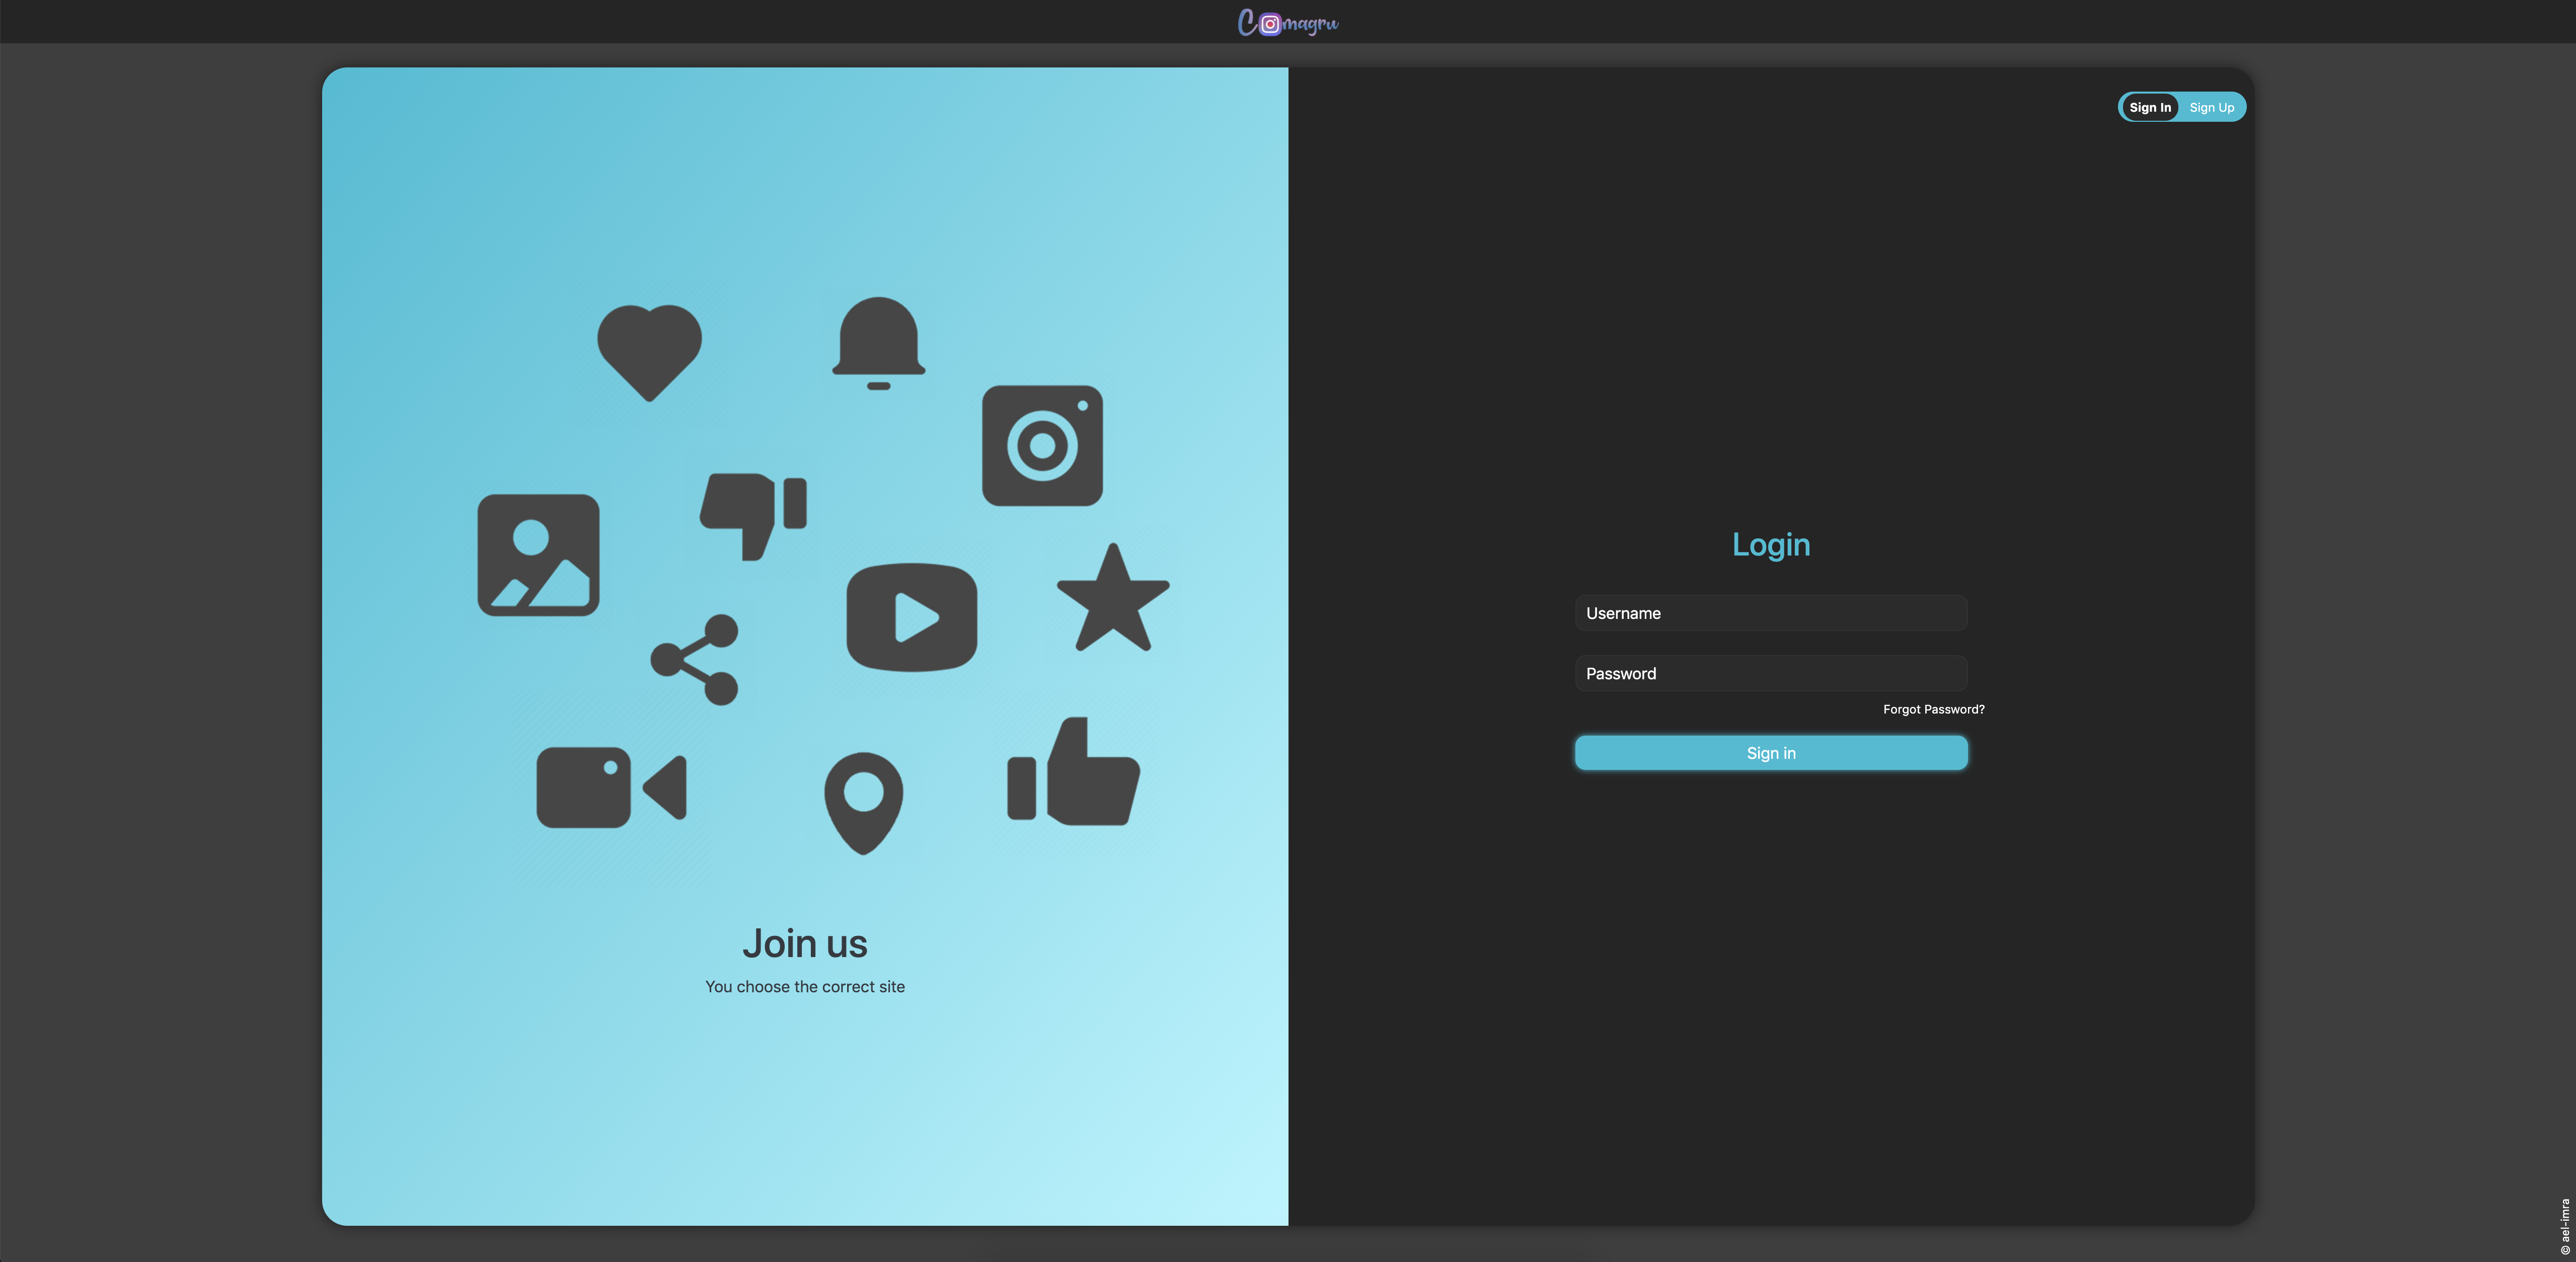 Comagru
Sign In Sign Up
Login
Username
Password
Forgot Password?
Sign in
Join us
You choose the correct site
© ael-imra